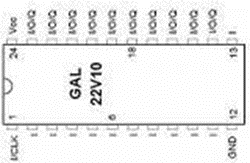 Vcc I/O/Q I/O/Q I/O/Q I/O/Q I/O/Q I/O/Q I/O/Q I/O/Q I/O/Q I/O/Q I
24 18 13
GAL
22V10
1 6 12
I/CLK I I I I I I I I I I GND